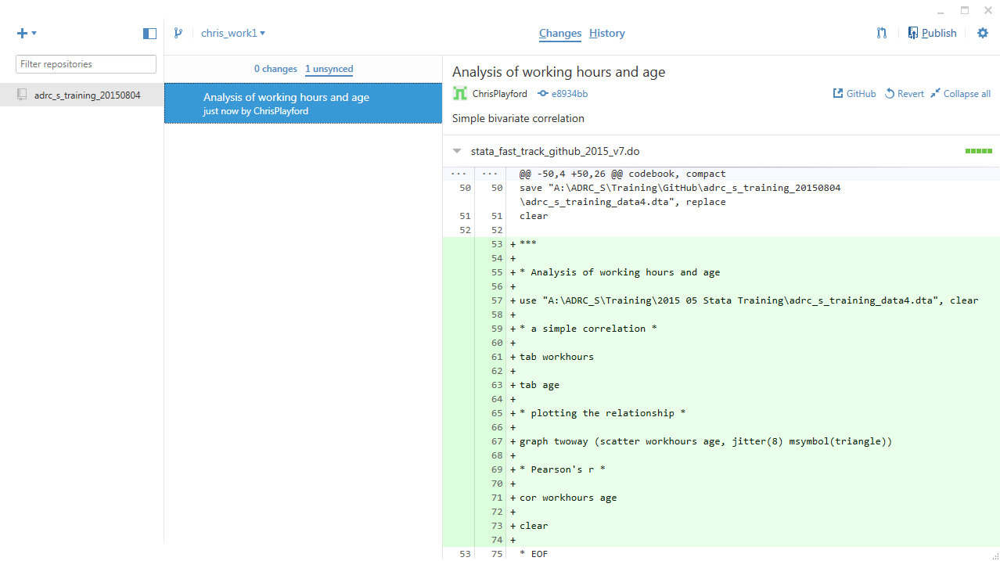 chris_work1
Changes History
Publish
Filter repositories
adrc_s_training_20150804
0 changes 1 unsynced
Analysis of working hours and age
just now by ChrisPlayford
Analysis of working hours and age
ChrisPlayford e8934bb
GitHub Revert Collapse all
Simple bivariate correlation
stata_fast_track_github_2015_v7.do
... ... @@ -50,4 +50,26 @@ codebook, compact
50 50 save "A:\ADRC_S\Training\GitHub\adrc_s_training_20150804
\adrc_s_training_data4.dta", replace
51 51 clear
52 52
53 + ***
54 +
55 + * Analysis of working hours and age
56 +
57 + use "A:\ADRC_S\Training\2015 05 Stata Training\adrc_s_training_data4.dta", clear
58 +
59 + * a simple correlation *
60 +
61 + tab workhours
62 +
63 + tab age
64 +
65 + * plotting the relationship *
66 +
67 + graph twoway (scatter workhours age, jitter(8) msymbol(triangle))
68 +
69 + * Pearson's r *
70 +
71 + cor workhours age
72 +
73 + clear
74 +
53 75 * EOF